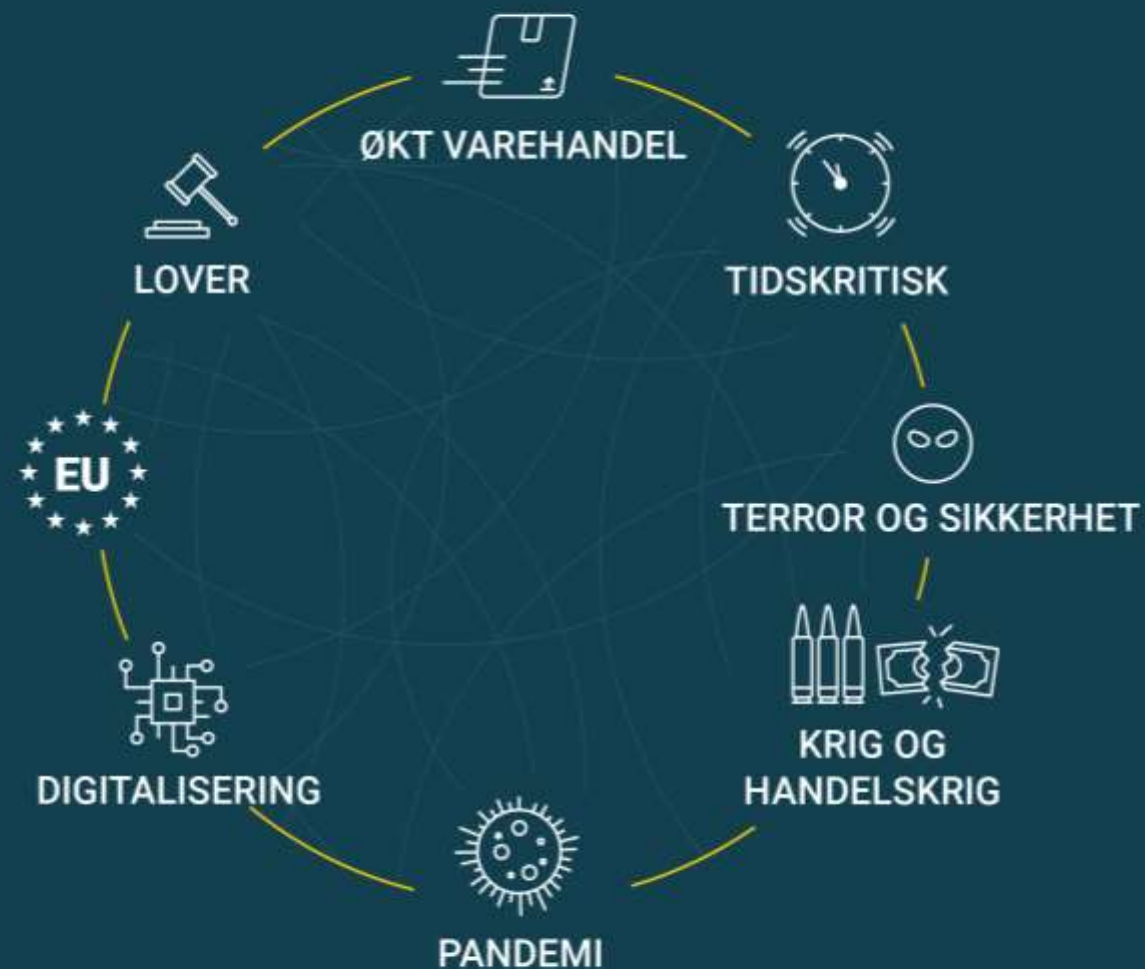 ØKT VAREHANDEL
TIDSKRITISK
TERROR OG SIKKERHET
KRIG OG
HANDELSKRIG
PANDEMI
DIGITALISERING
EU
LOVER